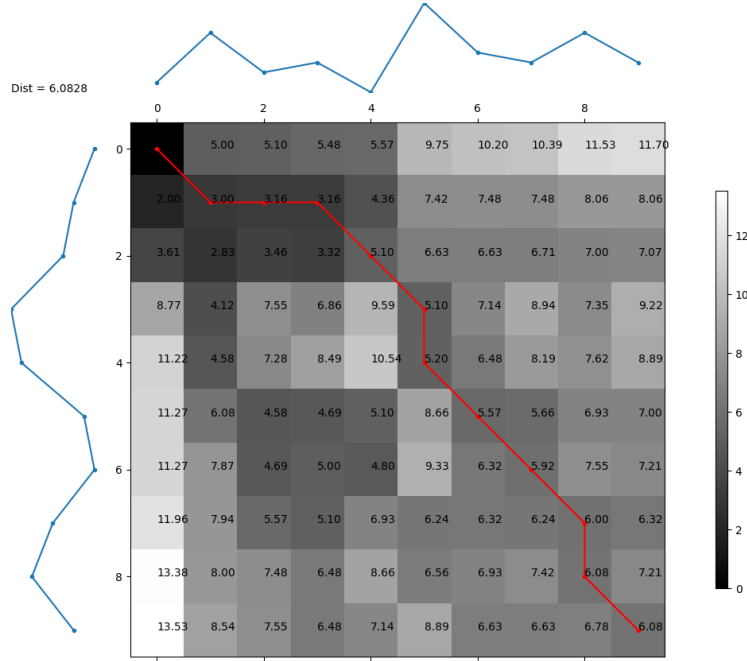 Dist = 6.0828
0 2 4 6 8
0 5.00 5.10 5.48 5.57 9.75 10.20 10.39 11.53 11.70
2.00 3.00 3.16 3.16 4.36 7.42 7.48 7.48 8.06 8.06
2 3.61 2.83 3.46 3.32 5.10 6.63 6.63 6.71 7.00 7.07
8.77 4.12 7.55 6.86 9.59 5.10 7.14 8.94 7.35 9.22
4 11.22 4.58 7.28 8.49 10.54 5.20 6.48 8.19 7.62 8.89
11.27 6.08 4.58 4.69 5.10 8.66 5.57 5.66 6.93 7.00
6 11.27 7.87 4.69 5.00 4.80 9.33 6.32 5.92 7.55 7.21
11.96 7.94 5.57 5.10 6.93 6.24 6.32 6.24 6.00 6.32
8 13.38 8.00 7.48 6.48 8.66 6.56 6.93 7.42 6.08 7.21
13.53 8.54 7.55 6.48 7.14 8.89 6.63 6.63 6.78 6.08
12
10
8
6
4
2
0